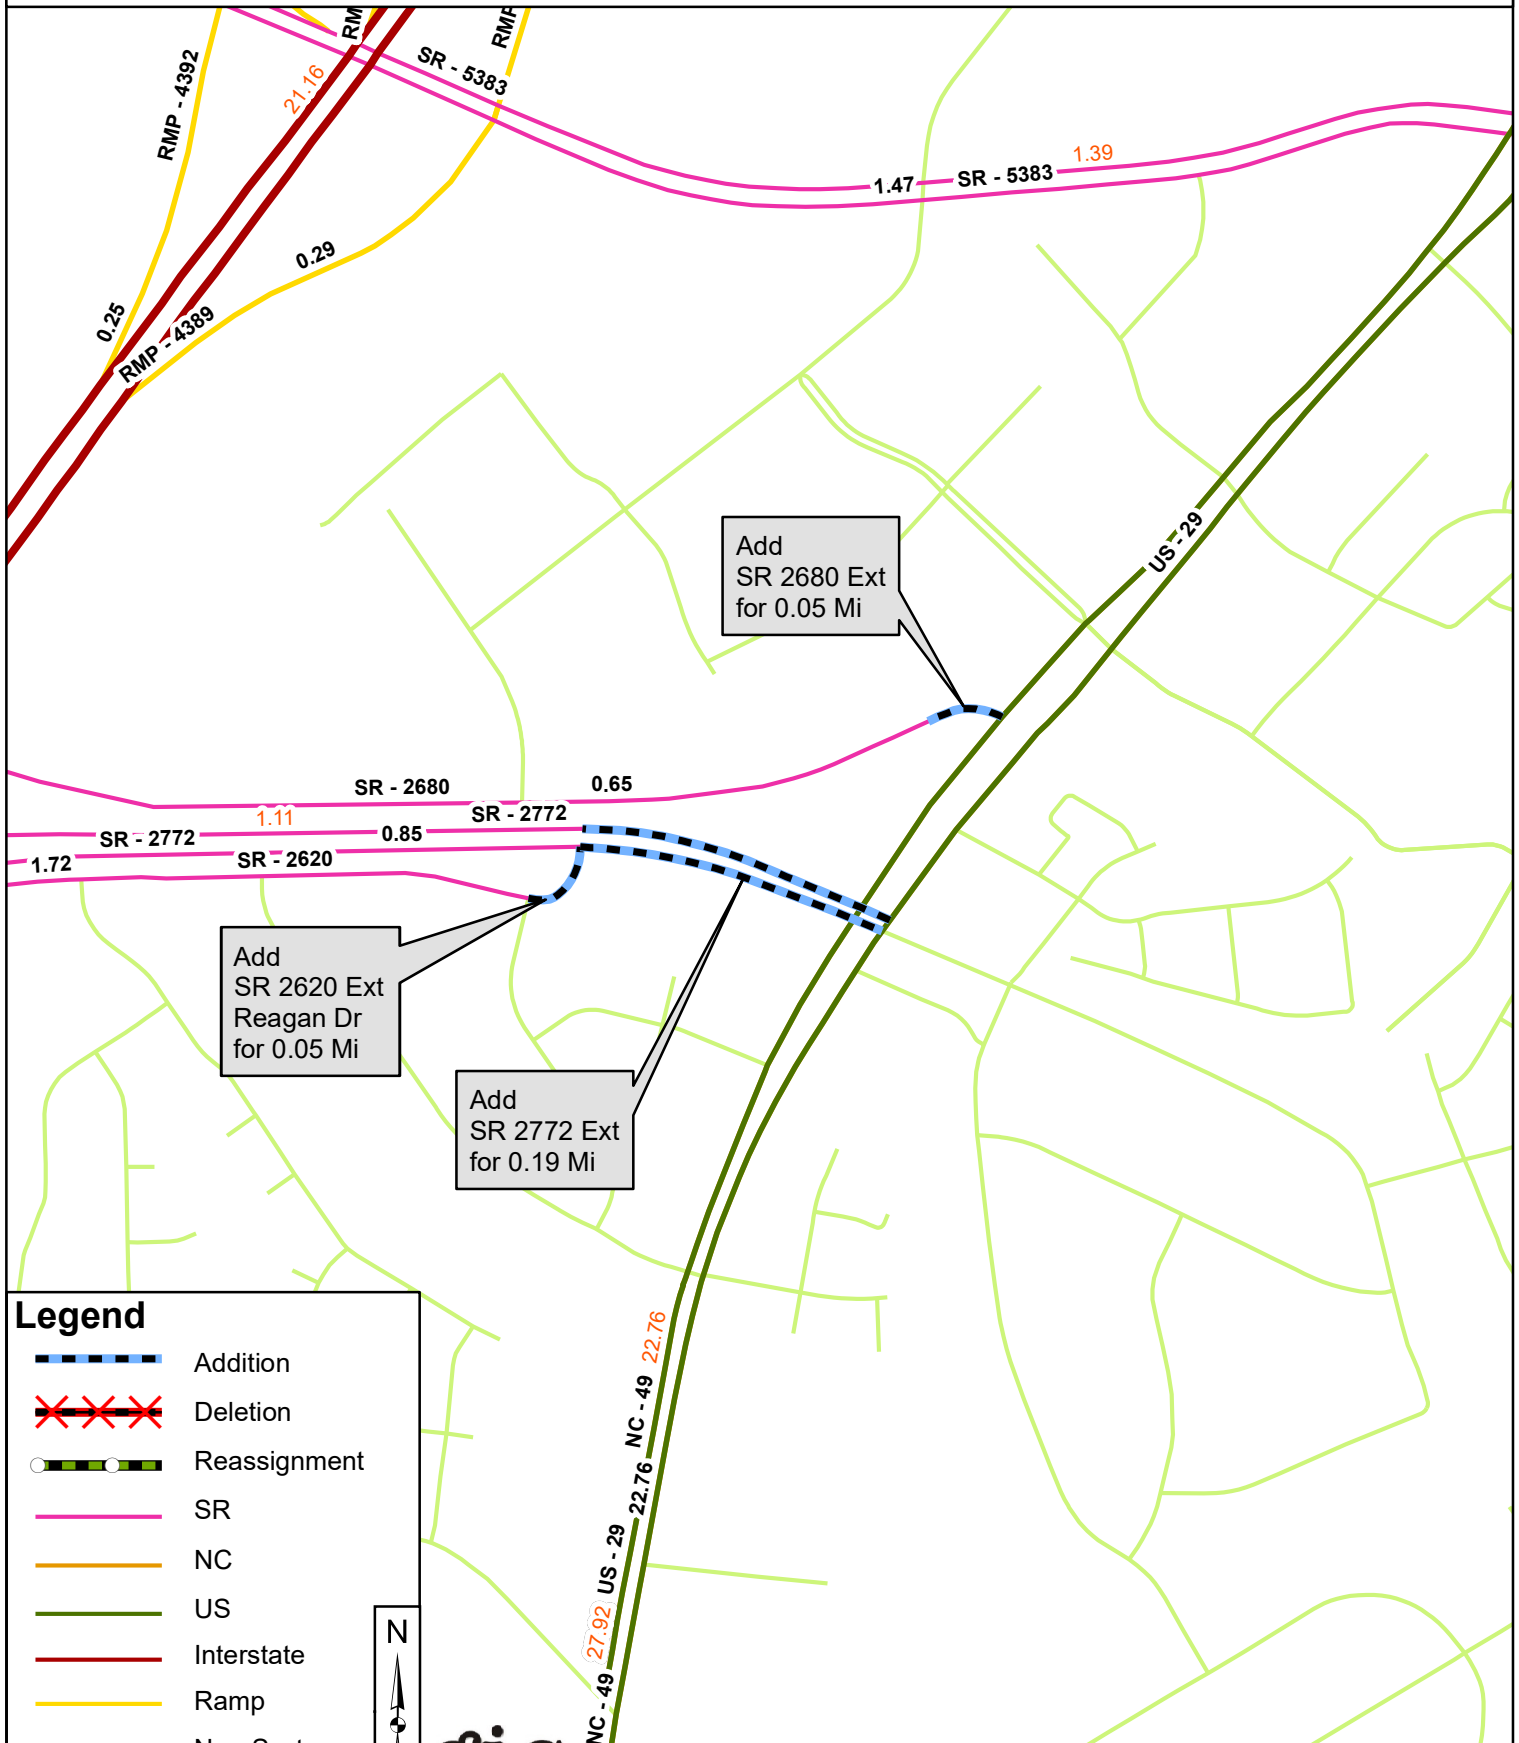 RM
RMP
SR - 5383
RMP - 4392
21.16
1.39
1.47
SR - 5383
0.29
0.25
RMP - 4389
US - 29
Add
SR 2680 Ext
for 0.05 Mi
SR - 2680
0.65
1.11
SR - 2772
SR - 2772
0.85
1.72
SR - 2620
Add
SR 2620 Ext
Reagan Dr
for 0.05 Mi
Add
SR 2772 Ext
for 0.19 Mi
22.76
NC - 49
22.76
US - 29
27.92
NC - 49
Legend
Addition
Deletion
Reassignment
SR
NC
US
Interstate
Ramp
N